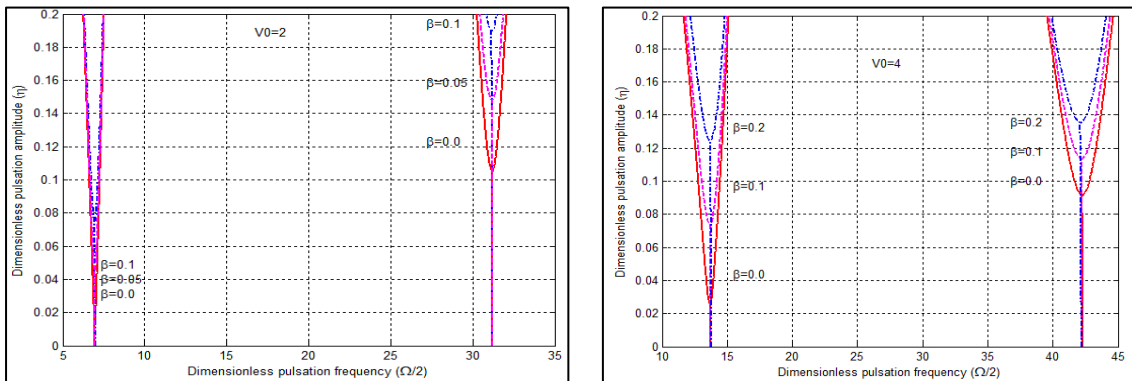 0.2
0.18
0.16
0.14
0.12
0.1
0.08
0.06
0.04
0.02
0
Dimensionless pulsation amplitude (η)
V0=2
β=0.1
β=0.05
β=0.0
β=0.1
β=0.05
β=0.0
5 10 15 20 25 30 35
Dimensionless pulsation frequency (Ω/2)
0.2
0.18
0.16
0.14
0.12
0.1
0.08
0.06
0.04
0.02
0
Dimensionless pulsation amplitude (η)
V0=4
β=0.2
β=0.1
β=0.0
β=0.2
β=0.1
β=0.0
10 15 20 25 30 35 40 45
Dimensionless pulsation frequency (Ω/2)